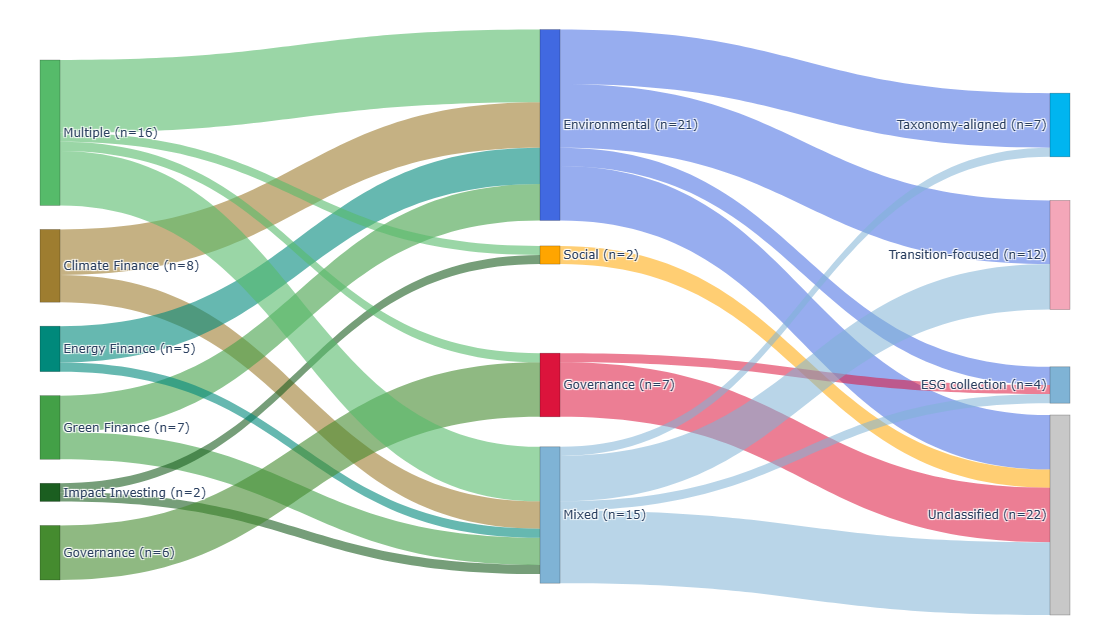 Multiple (n=16)
Climate Finance (n=8)
Energy Finance (n=5)
Green Finance (n=7)
Impact Investing (n=2)
Governance (n=6)
Environmental (n=21)
Social (n=2)
Governance (n=7)
Mixed (n=15)
Taxonomy-aligned (n=7)
Transition-focused (n=12)
ESG collection (n=4)
Unclassified (n=22)